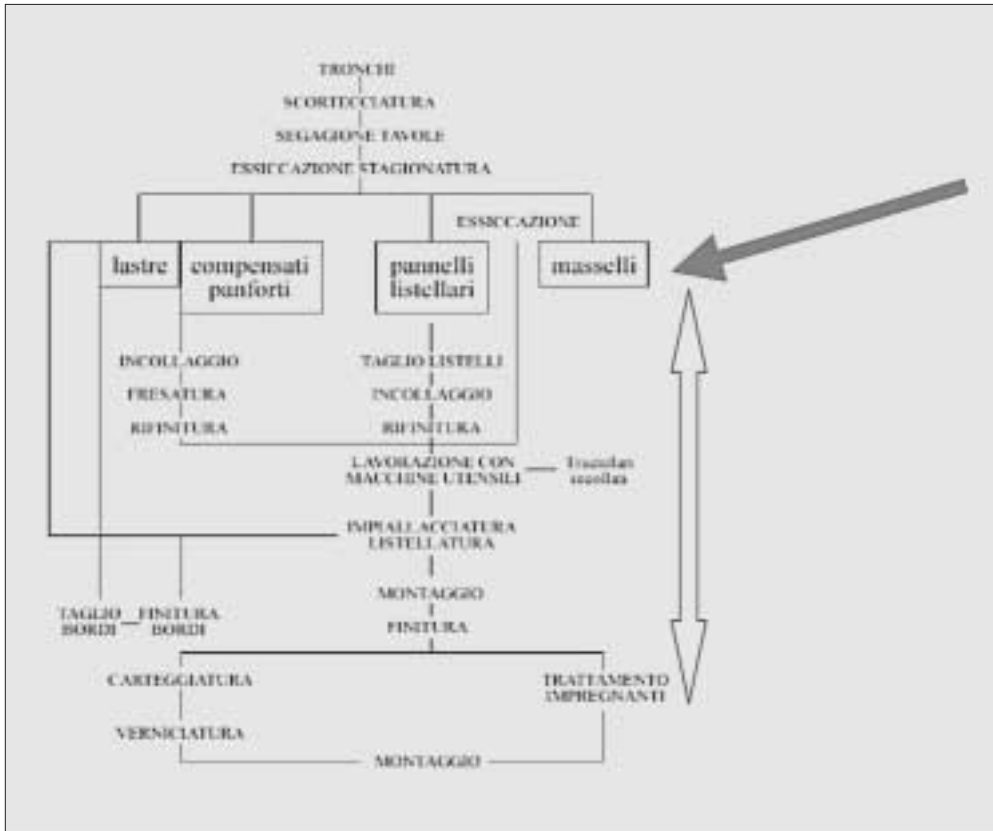 TRONCHI
SCORTECCIATURA
SEGAGIONE TAVOLE
ESSICCAZIONE STAGIONATURA
ESSICCAZIONE
lastre
compensati
panforti
pannelli
listellari
masselli
INCOLLAGGIO
FRESATURA
RIFINITURA
TAGLIO LISTELLI
INCOLLAGGIO
RIFINITURA
LAVORAZIONE CON
MACCHINE UTENSILI
IMPIALLACCIATURA
LISTELLATURA
MONTAGGIO
FINITURA
TAGLIO
BORDI
FINITURA
BORDI
CARTEGGIATURA
VERNICIATURA
TRATTAMENTO
IMPREGNANTI
MONTAGGIO